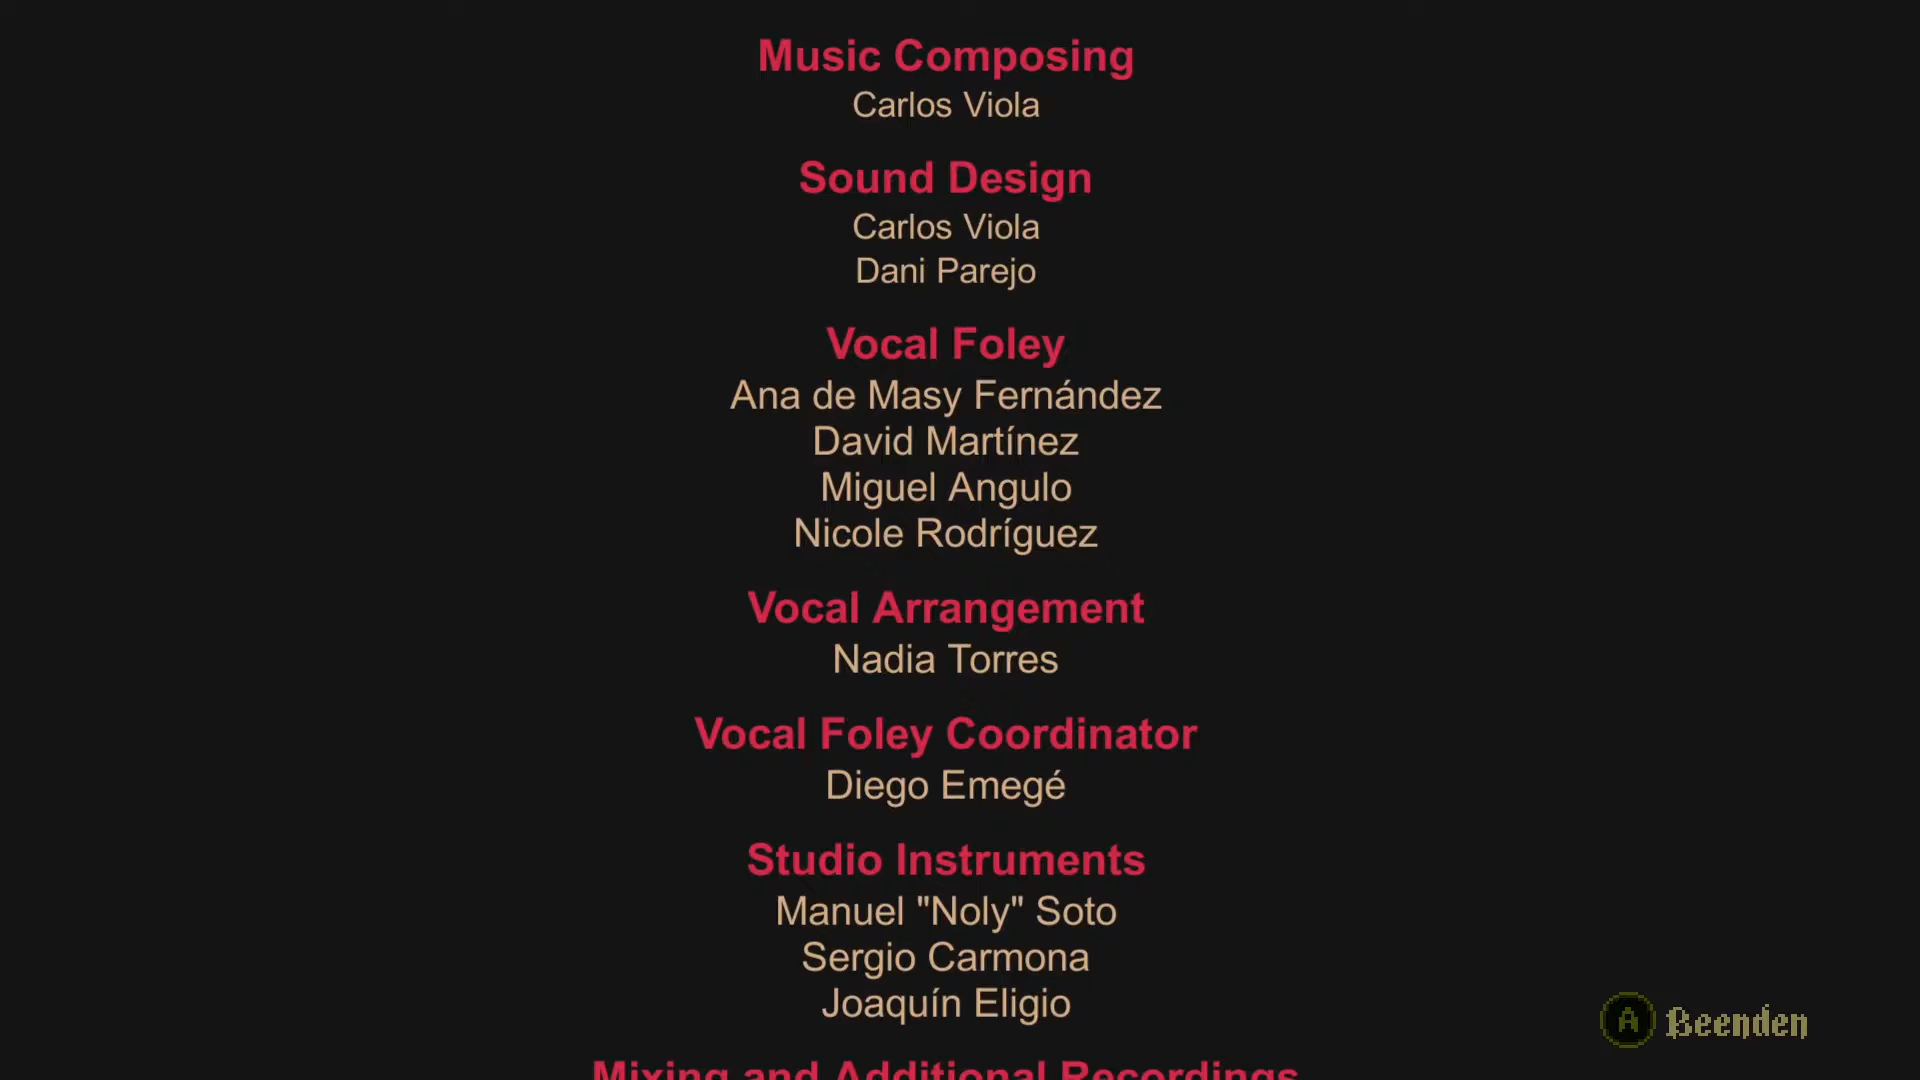 Music Composing
Carlos Viola
Sound Design
Carlos Viola
Dani Parejo
Vocal Foley
Ana de Masy Fernández
David Martínez
Miguel Angulo
Nicole Rodríguez
Vocal Arrangement
Nadia Torres
Vocal Foley Coordinator
Diego Emegé
Studio Instruments
Manuel "Noly" Soto
Sergio Carmona
Joaquín Eligio
A Beenden
Mixing and Additional Recordings